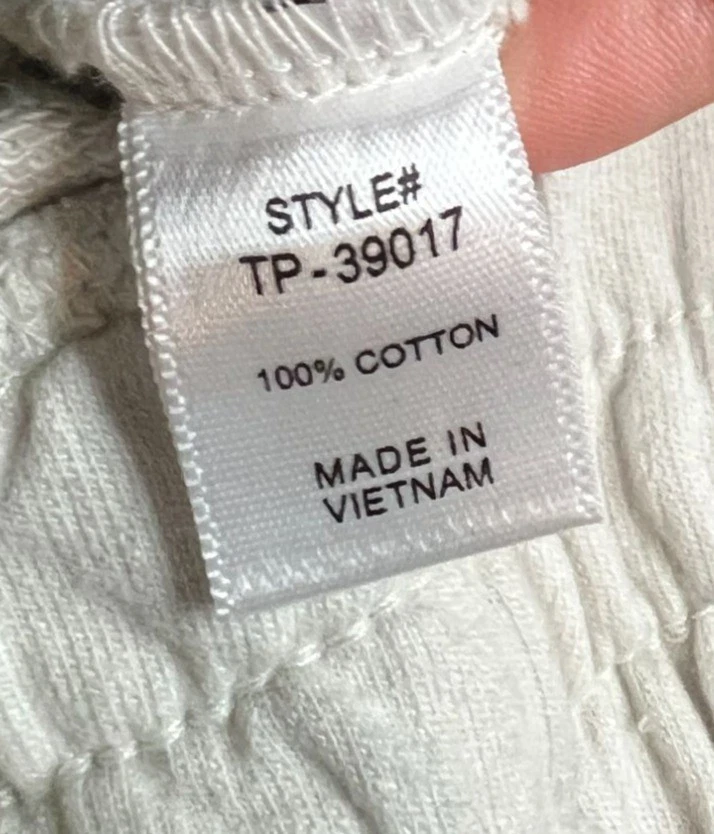 STYLE#
TP-39017
100% COTTON
MADE IN
VIETNAM